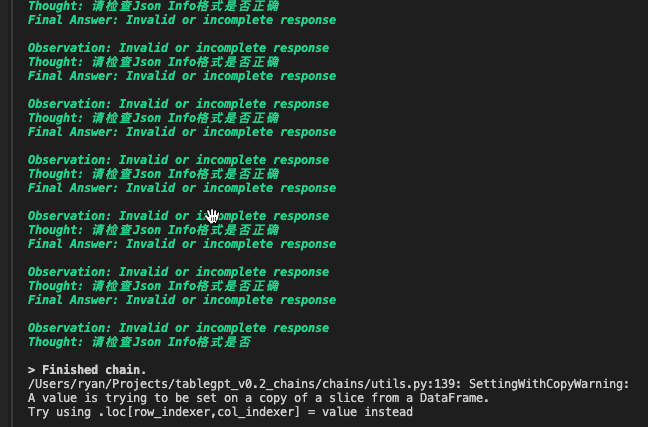 Thought: 请检查Json Info格式是否正确
Final Answer: Invalid or incomplete response
Observation: Invalid or incomplete response
Thought: 请检查Json Info格式是否正确
Final Answer: Invalid or incomplete response
Observation: Invalid or incomplete response
Thought: 请检查Json Info格式是否正确
Final Answer: Invalid or incomplete response
Observation: Invalid or incomplete response
Thought: 请检查Json Info格式是否正确
Final Answer: Invalid or incomplete response
Observation: Invalid or incomplete response
Thought: 请检查Json Info格式是否正确
Final Answer: Invalid or incomplete response
Observation: Invalid or incomplete response
Thought: 请检查Json Info格式是否正确
Final Answer: Invalid or incomplete response
Observation: Invalid or incomplete response
Thought: 请检查Json Info格式是否
> Finished chain.
/Users/ryan/Projects/tablegpt_v0.2_chains/chains/utils.py:139: SettingWithCopyWarning:
A value is trying to be set on a copy of a slice from a DataFrame.
Try using .loc[row_indexer,col_indexer] = value instead